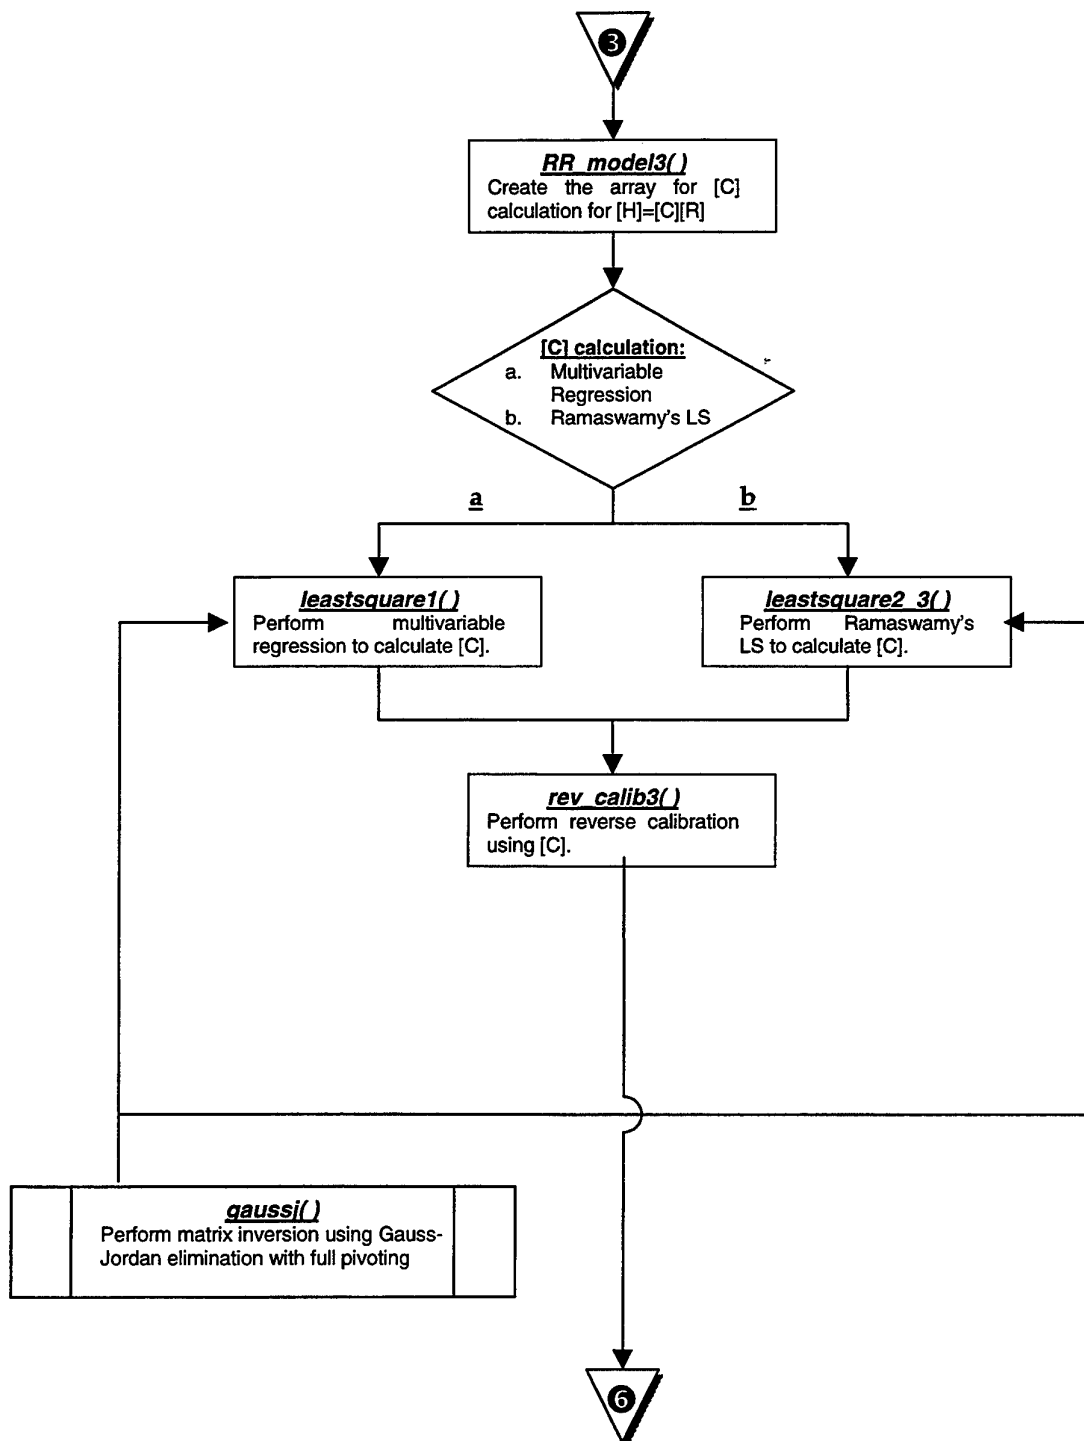 3
RR_model3( )
Create the array for [C]
calculation for [H]=[C][R]
[C] calculation:
a. Multivariable
Regression
b. Ramaswamy's LS
a
b
leastsquare1( )
Perform multivariable
regression to calculate [C].
leastsquare2_3( )
Perform Ramaswamy's
LS to calculate [C].
rev_calib3( )
Perform reverse calibration
using [C].
gaussj( )
Perform matrix inversion using Gauss-
Jordan elimination with full pivoting
6